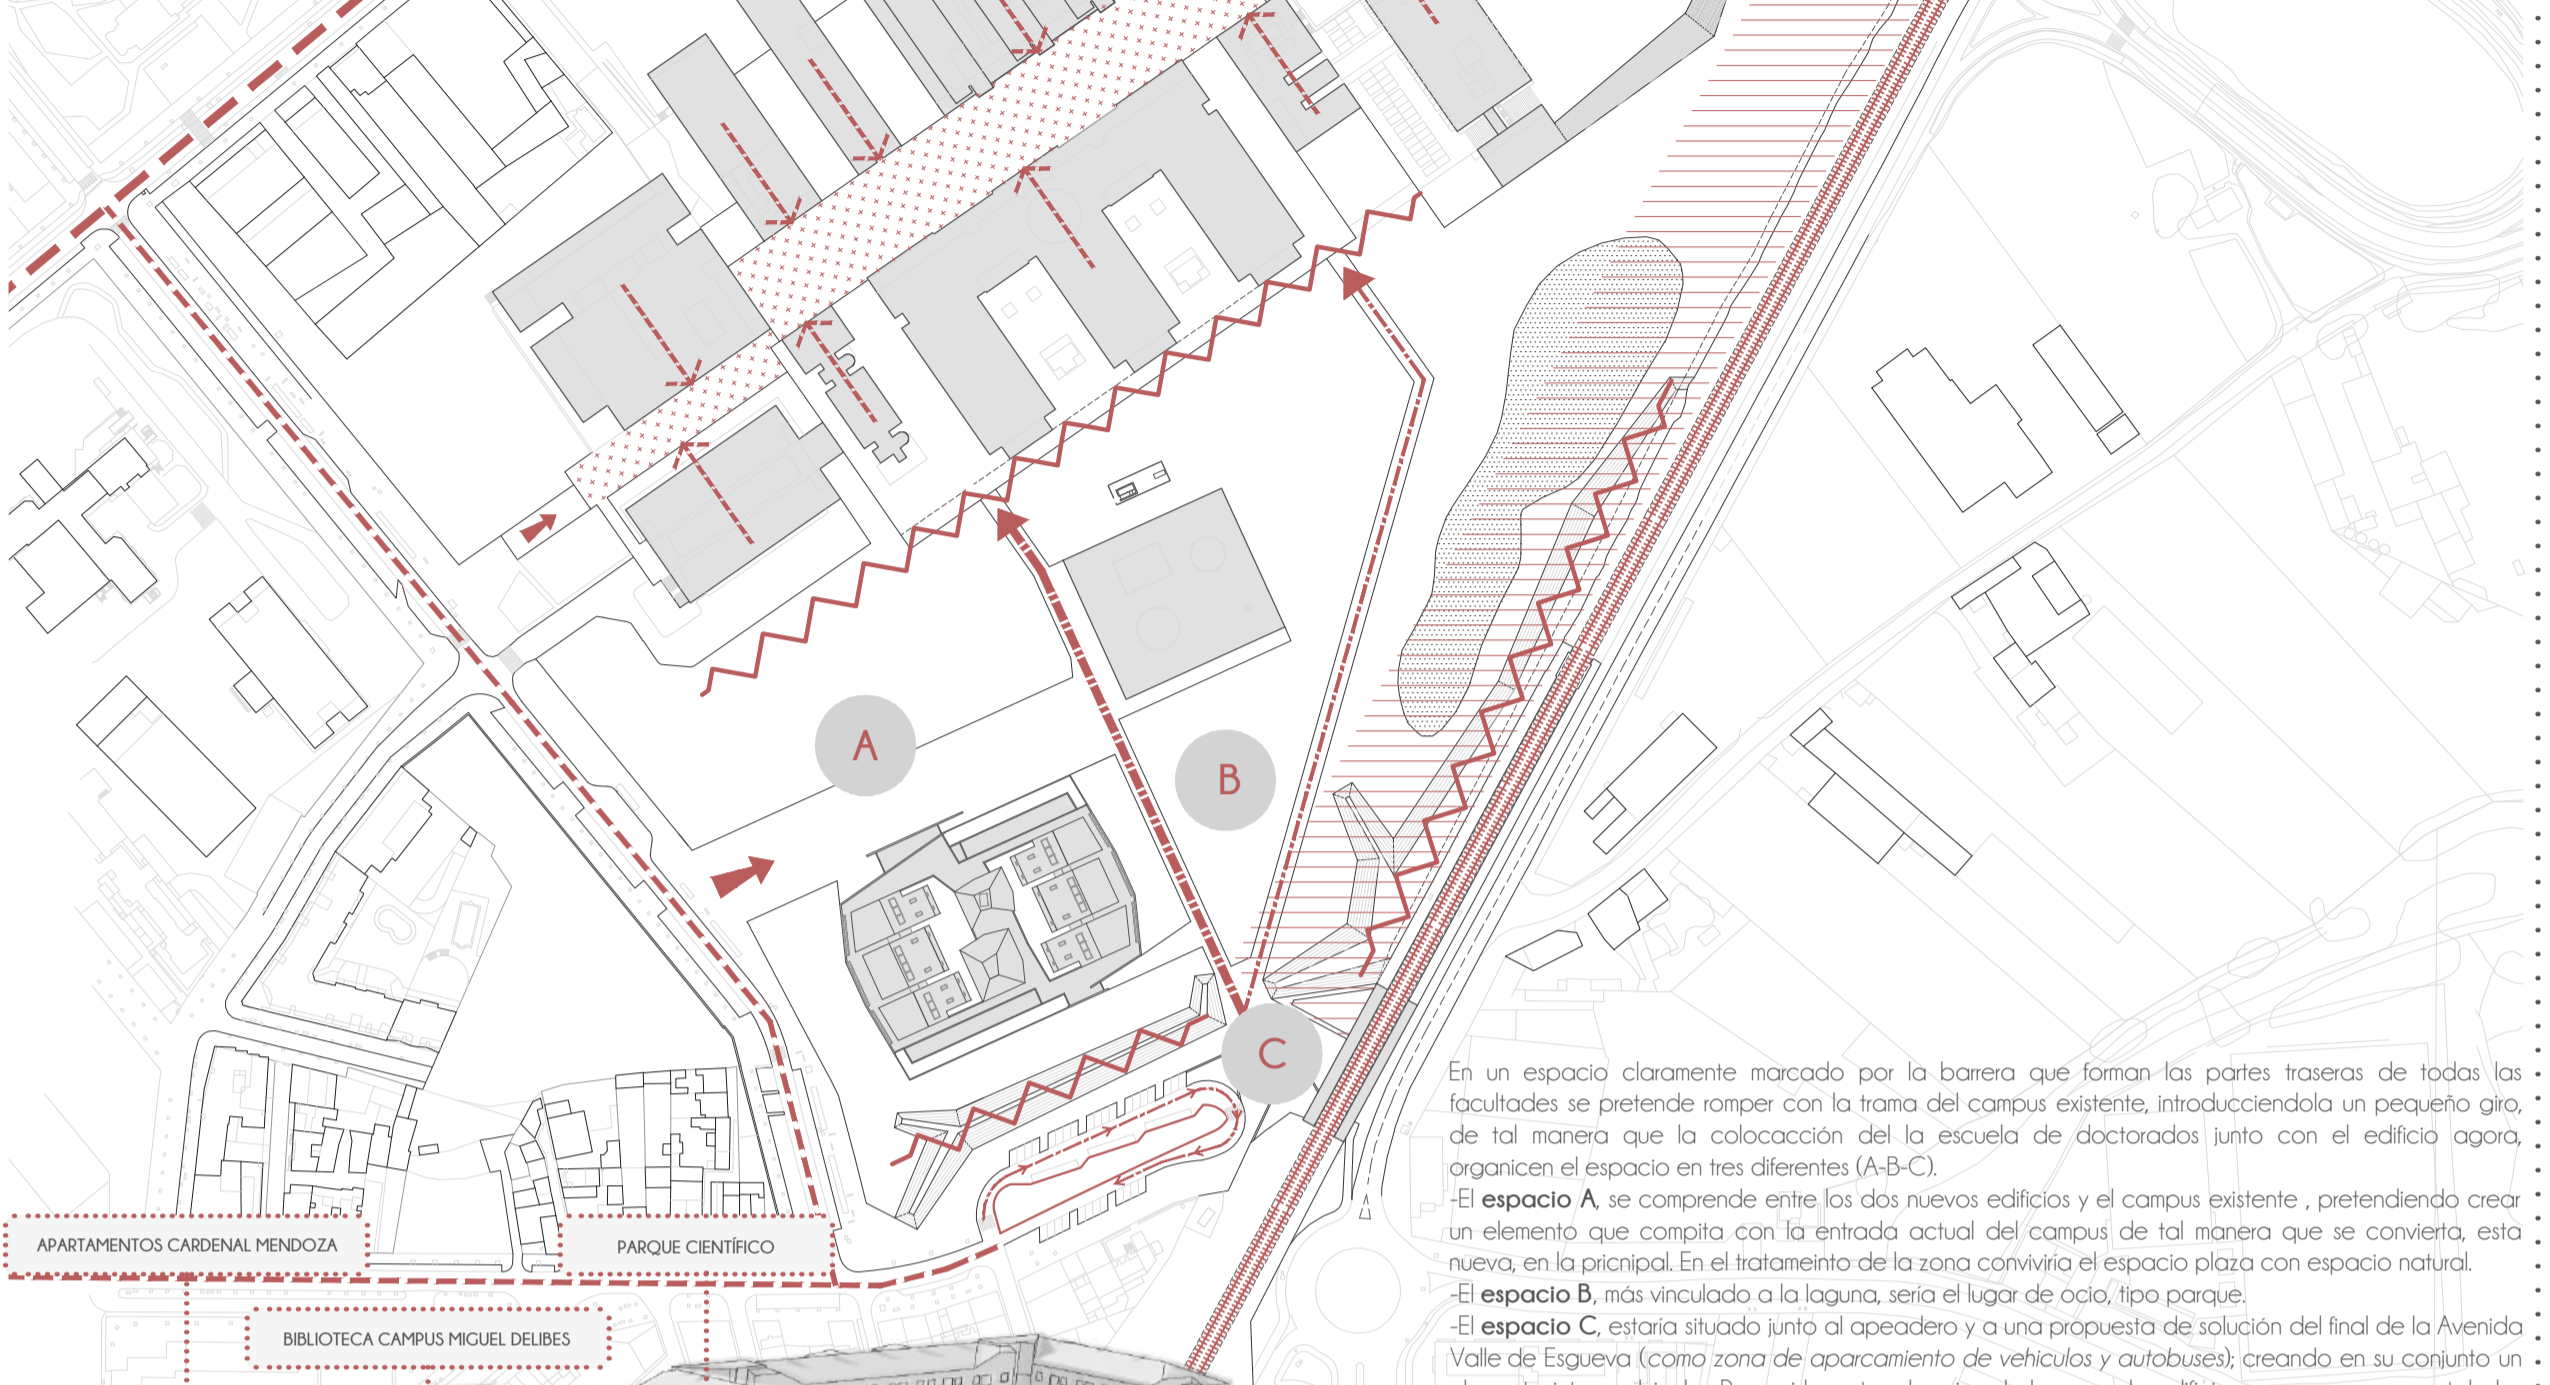 A
B
C
APARTAMENTOS CARDENAL MENDOZA
PARQUE CIENTÍFICO
BIBLIOTECA CAMPUS MIGUEL DELIBES
En un espacio claramente marcado por la barrera que forman las partes traseras de todas las
facultades se pretende romper con la trama del campus existente, introducciendola un pequeño giro,
de tal manera que la colocacción del la escuela de doctorados junto con el edificio agora,
organicen el espacio en tres diferentes (A-B-C).
-El espacio A, se comprende entre los dos nuevos edificios y el campus existente , pretendiendo crear
un elemento que compita con la entrada actual del campus de tal manera que se convierta, esta
nueva, en la pricnipal. En el tratameinto de la zona conviviría el espacio plaza con espacio natural.
-El espacio B, más vinculado a la laguna, sería el lugar de ocio, tipo parque.
-El espacio C, estaría situado junto al apeadero y a una propuesta de solución del final de la Avenida
Valle de Esgueva (como zona de aparcamiento de vehiculos y autobuses); creando en su conjunto un